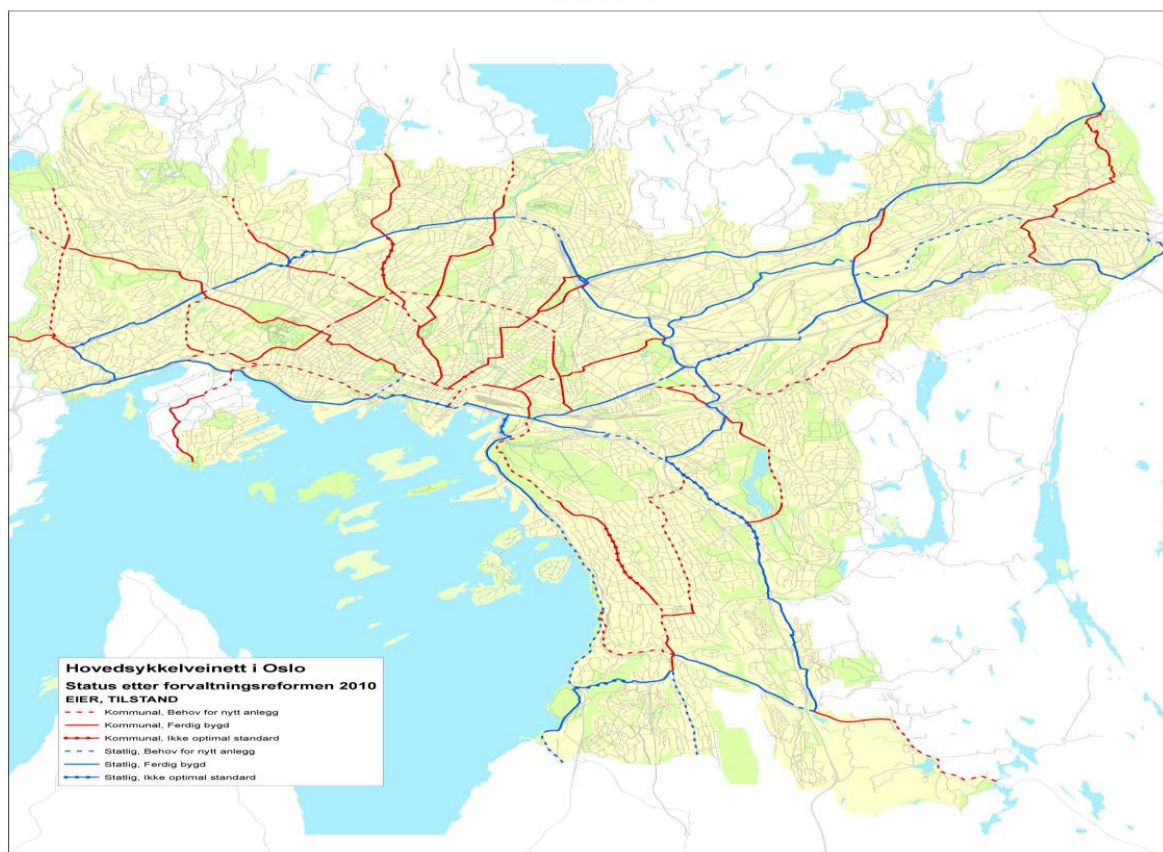 Hovedsykkelveinett i Oslo
Status etter forvaltningsreformen 2010
EIER, TILSTAND
Kommunal, Behov for nytt anlegg
Kommunal, Ferdig bygd
Kommunal, Ikke optimal standard
Statlig, Behov for nytt anlegg
Statlig, Ferdig bygd
Statlig, Ikke optimal standard